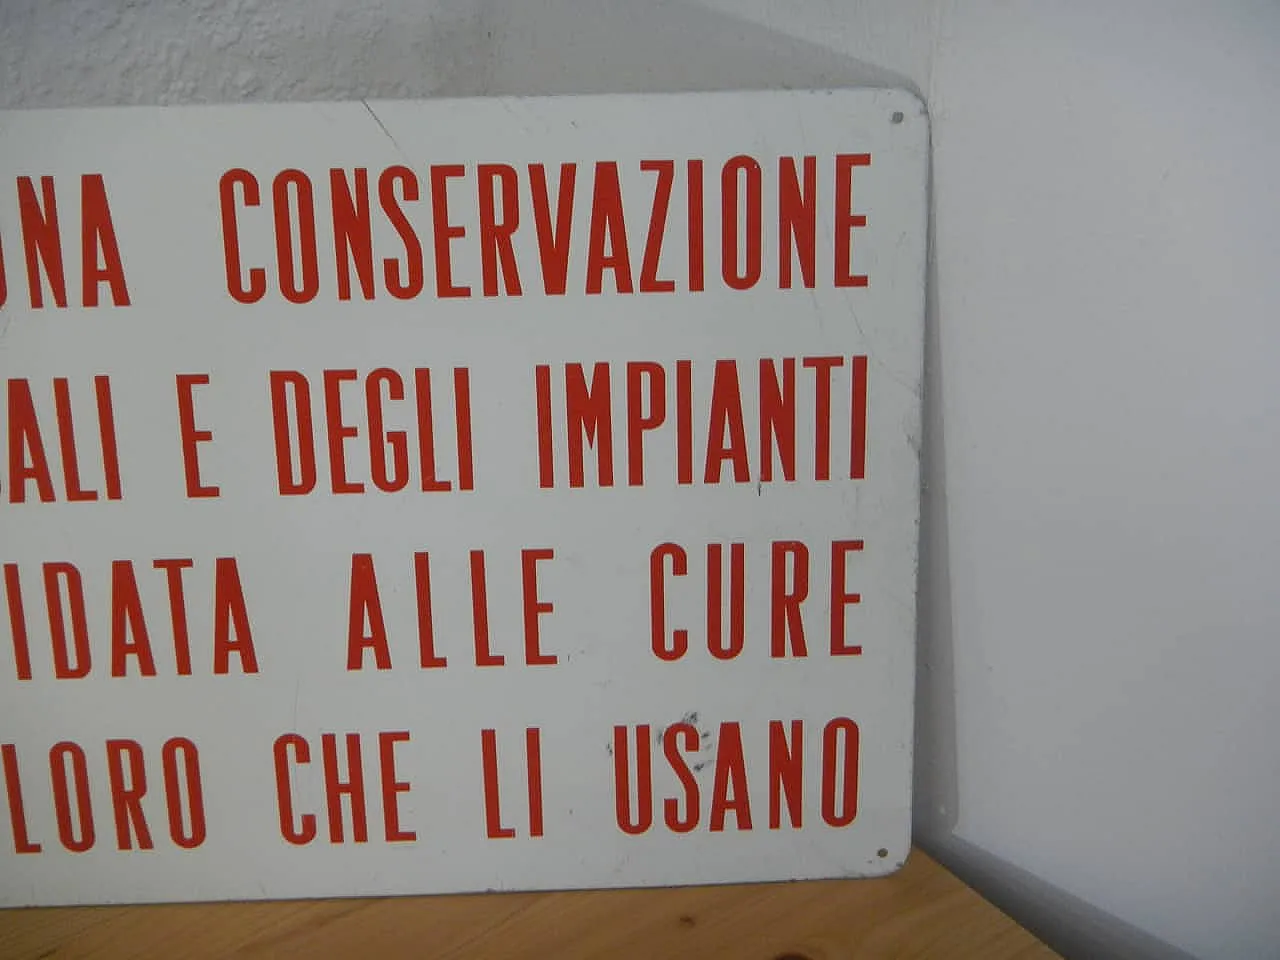 UNA CONSERVAZIONE
ALI E DEGLI IMPIANTI
IDATA ALLE CURE
LORO CHE LI USANO